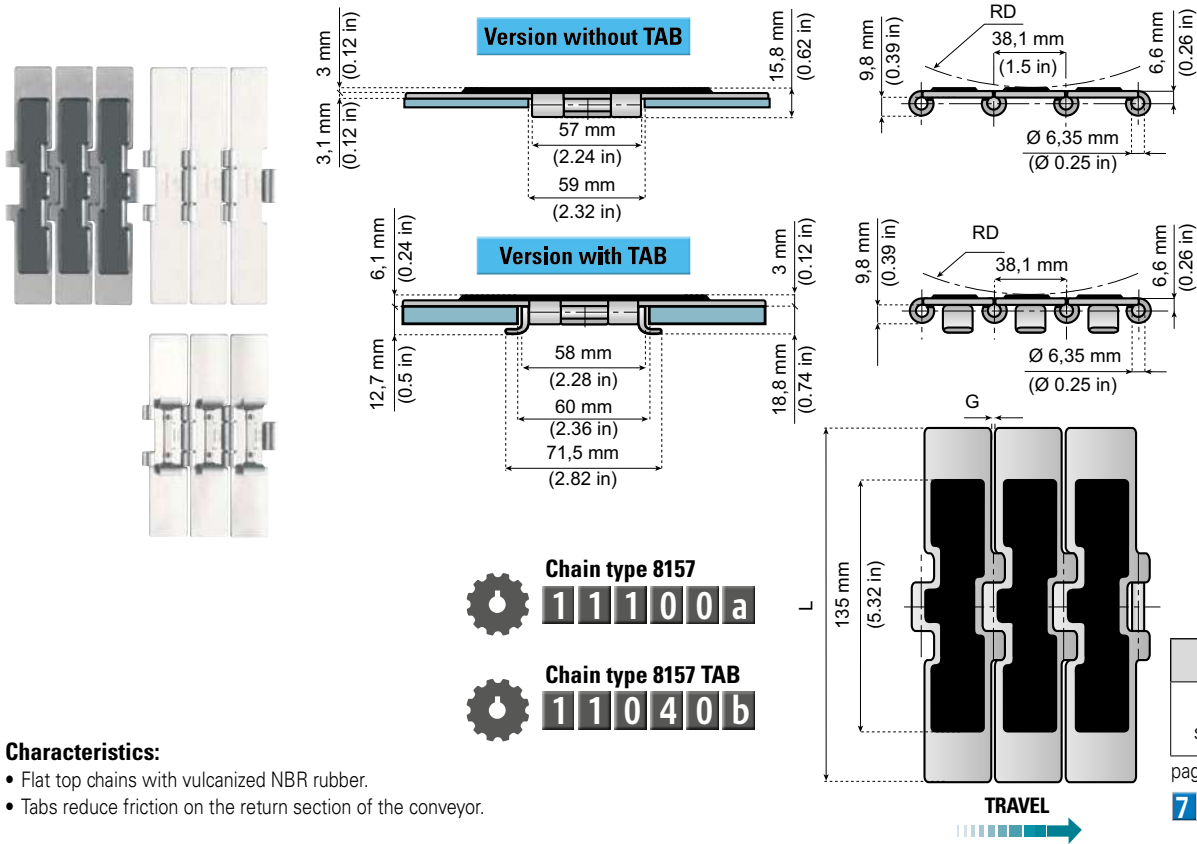 Version without TAB
3 mm
(0.12 in)
3,1 mm
(0.12 in)
15,8 mm
(0.62 in)
57 mm
(2.24 in)
59 mm
(2.32 in)
RD
38,1 mm
(1.5 in)
9,8 mm
(0.39 in)
6,6 mm
(0.26 in)
Ø 6,35 mm
(Ø 0.25 in)
Version with TAB
6,1 mm
(0.24 in)
3 mm
(0.12 in)
12,7 mm
(0.5 in)
18,8 mm
(0.74 in)
58 mm
(2.28 in)
60 mm
(2.36 in)
71,5 mm
(2.82 in)
RD
38,1 mm
9,8 mm
(0.39 in)
6,6 mm
(0.26 in)
Ø 6,35 mm
(Ø 0.25 in)
G
L
135 mm
(5.32 in)
TRAVEL
Chain type 8157
11100a
Chain type 8157 TAB
11040b
Characteristics:
• Flat top chains with vulcanized NBR rubber.
• Tabs reduce friction on the return section of the conveyor.
s
pag
7